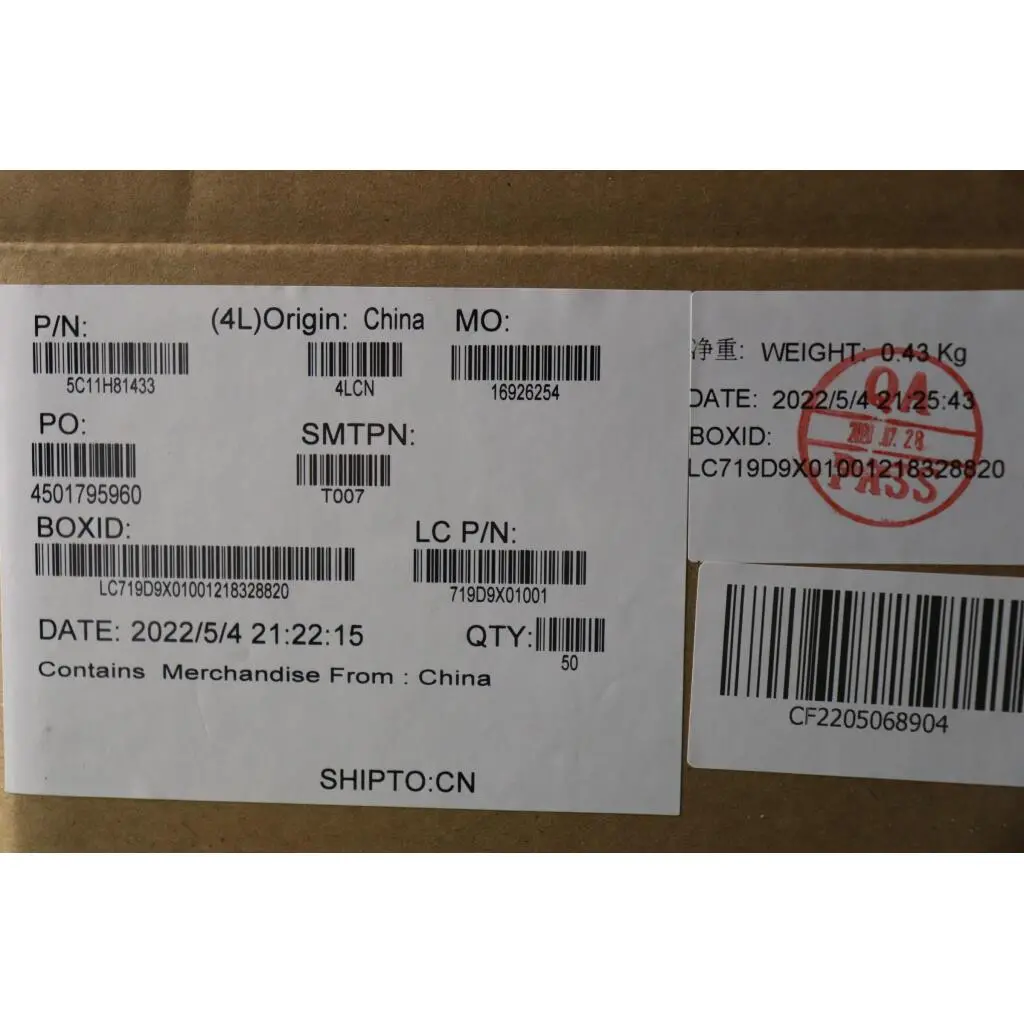 P/N:
(4L)Origin: China
MO:
5C11H81433
4LCN
16926254
PO:
SMTPN:
4501795960
T007
BOXID:
LC P/N:
LC719D9X01001218328820
719D9X01001
DATE: 2022/5/4 21:22:15
QTY:
50
Contains Merchandise From : China
SHIPTO:CN
净重: WEIGHT: 0.43 Kg
DATE: 2022/5/4 21:25:43
BOXID:
LC719D9X01001218328820
QA
PASS
CF2205068904